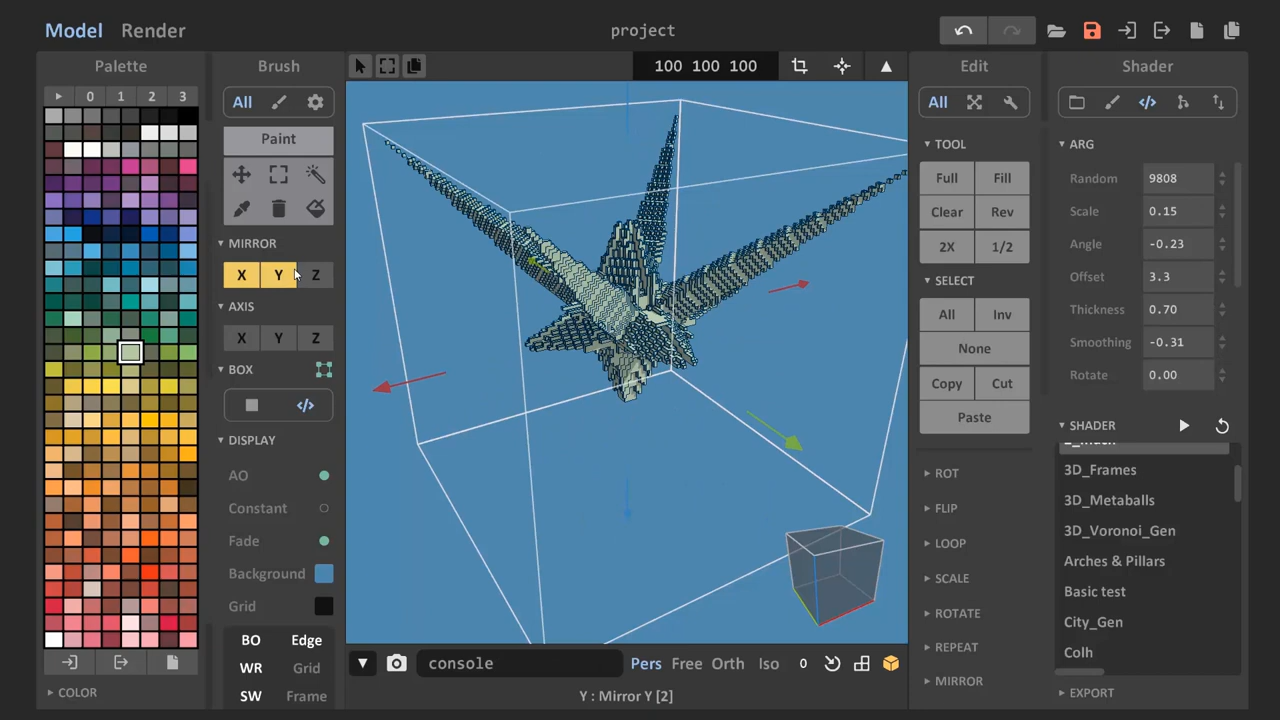 Model Render project
Palette
0 1 2 3
COLOR
Brush
All
Paint
MIRROR
X Y Z
AXIS
X Y Z
BOX
DISPLAY
AO
Constant
Fade
Background
Grid
BO Edge
WR Grid
SW Frame
100 100 100
console Pers Free Orth Iso 0
Y : Mirror Y [2]
Edit
All
TOOL
Full Fill
Clear Rev
2X 1/2
SELECT
All Inv
None
Copy Cut
Paste
ROT
FLIP
LOOP
SCALE
ROTATE
REPEAT
MIRROR
Shader
ARG
Random 9808
Scale 0.15
Angle -0.23
Offset 3.3
Thickness 0.70
Smoothing -0.31
Rotate 0.00
SHADER
3D_Frames
3D_Metaballs
3D_Voronoi_Gen
Arches & Pillars
Basic test
City_Gen
Colh
EXPORT